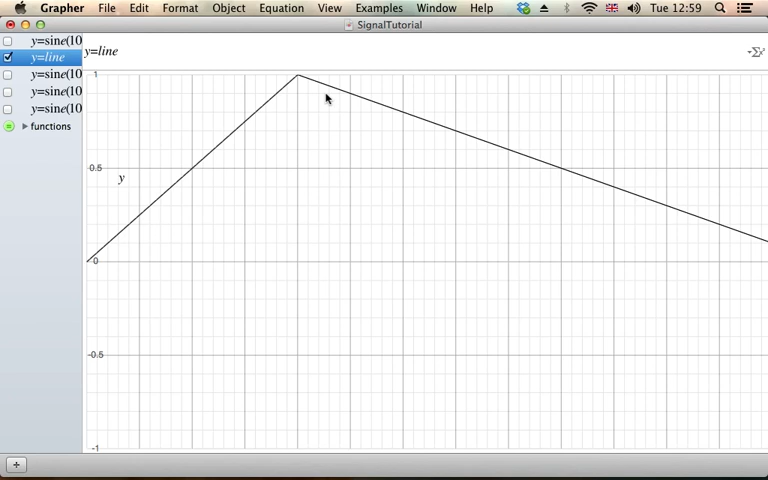 Grapher File Edit Format Object Equation View Examples Window Help Tue 12:59
SignalTutorial
y=sine(10
y=line
y=sine(10
y=sine(10
y=sine(10
functions
y=line
Σx²
1
0.5
y
0
-0.5
-1